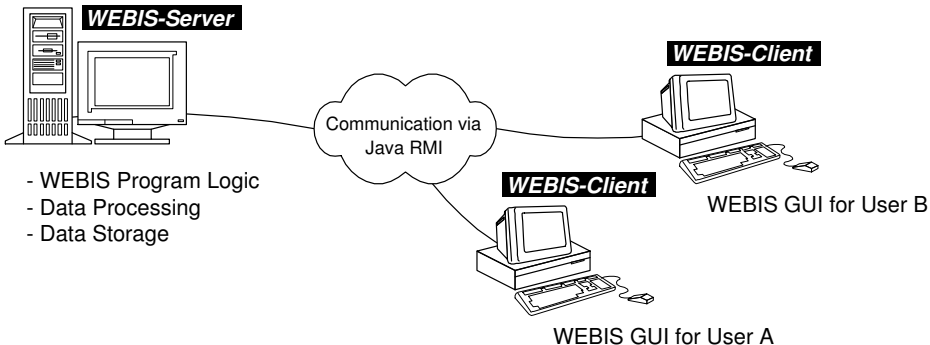 WEBIS-Server
WEBIS-Client
Communication via
Java RMI
- WEBIS Program Logic
- Data Processing
- Data Storage
WEBIS-Client
WEBIS GUI for User B
WEBIS GUI for User A